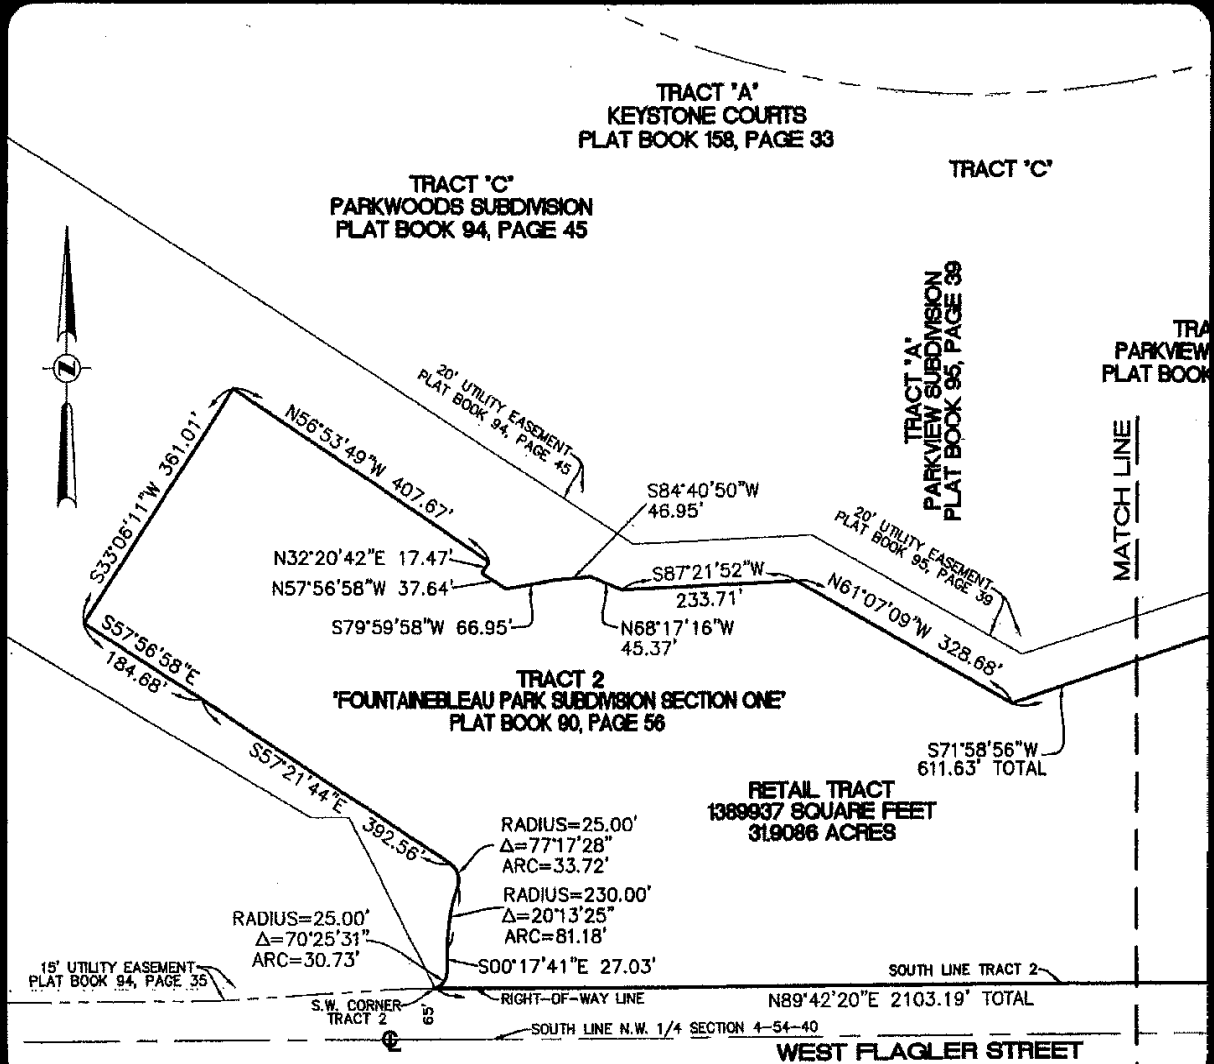 TRACT "A"
KEYSTONE COURTS
PLAT BOOK 158, PAGE 33
TRACT "C"
TRACT "C"
PARKWOODS SUBDIVISION
PLAT BOOK 94, PAGE 45
TRACT "A"
PARKVIEW SUBDIVISION
PLAT BOOK 95, PAGE 39
TRA
PARKVIEW
PLAT BOOK
MATCH LINE
Z
20' UTILITY EASEMENT
PLAT BOOK 94, PAGE 45
S33°06'11"W 361.01'
N56°53'49"W 407.67'
S84°40'50"W
46.95'
20' UTILITY EASEMENT
PLAT BOOK 95, PAGE 39
N32°20'42"E 17.47'
N57°56'58"W 37.64'
S79°59'58"W 66.95'
N68°17'16"W
45.37'
S87°21'52"W
233.71'
N61°07'09"W 328.68'
S57°56'58"E
184.68'
TRACT 2
"FOUNTAINEBLEAU PARK SUBDIVISION SECTION ONE"
PLAT BOOK 90, PAGE 56
S71°58'56"W
611.63' TOTAL
S57°21'44"E 392.56'
RETAIL TRACT
1389937 SQUARE FEET
31.9086 ACRES
RADIUS=25.00'
Δ=77°17'28"
ARC=33.72'
RADIUS=230.00'
Δ=20°13'25"
ARC=81.18'
RADIUS=25.00'
Δ=70°25'31"
ARC=30.73'
S00°17'41"E 27.03'
15' UTILITY EASEMENT
PLAT BOOK 94, PAGE 35
SOUTH LINE TRACT 2
S.W. CORNER
TRACT 2
65'
RIGHT-OF-WAY LINE
N89°42'20"E 2103.19' TOTAL
℄
SOUTH LINE N.W. 1/4 SECTION 4-54-40
WEST FLAGLER STREET